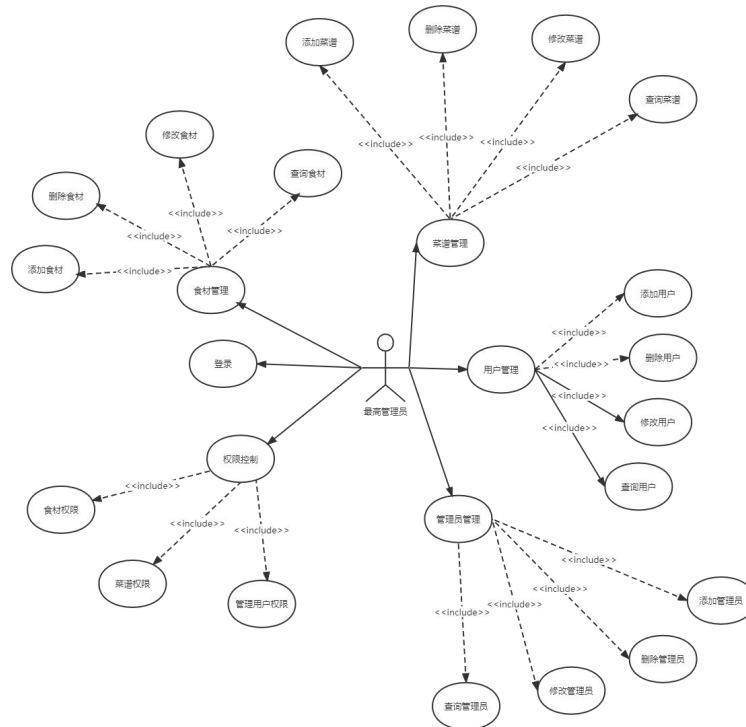 添加菜谱
删除菜谱
修改菜谱
查询菜谱
<<include>>
<<include>>
<<include>>
<<include>>
菜谱管理
修改食材
查询食材
删除食材
添加食材
<<include>>
<<include>>
<<include>>
<<include>>
食材管理
登录
最高管理员
用户管理
添加用户
删除用户
修改用户
查询用户
<<include>>
<<include>>
<<include>>
<<include>>
权限控制
食材权限
菜谱权限
管理用户权限
<<include>>
<<include>>
<<include>>
管理员管理
<<include>>
<<include>>
<<include>>
<<include>>
添加管理员
删除管理员
修改管理员
查询管理员